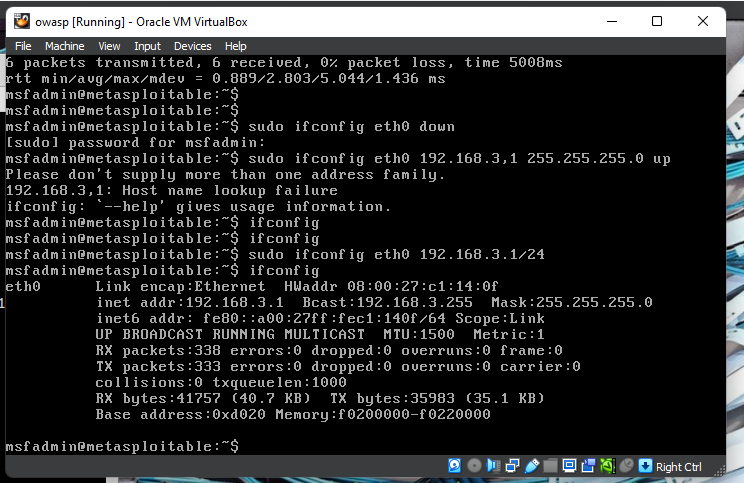 owasp [Running] - Oracle VM VirtualBox
File Machine View Input Devices Help
6 packets transmitted, 6 received, 0% packet loss, time 5008ms
rtt min/avg/max/mdev = 0.889/2.803/5.044/1.436 ms
msfadmin@metasploitable:~$
msfadmin@metasploitable:~$
msfadmin@metasploitable:~$ sudo ifconfig eth0 down
[sudo] password for msfadmin:
msfadmin@metasploitable:~$ sudo ifconfig eth0 192.168.3,1 255.255.255.0 up
Please don't supply more than one address family.
192.168.3,1: Host name lookup failure
ifconfig: `--help' gives usage information.
msfadmin@metasploitable:~$ ifconfig
msfadmin@metasploitable:~$ ifconfig
msfadmin@metasploitable:~$ sudo ifconfig eth0 192.168.3.1/24
msfadmin@metasploitable:~$ ifconfig
eth0 Link encap:Ethernet HWaddr 08:00:27:c1:14:0f
inet addr:192.168.3.1 Bcast:192.168.3.255 Mask:255.255.255.0
inet6 addr: fe80::a00:27ff:fec1:140f/64 Scope:Link
UP BROADCAST RUNNING MULTICAST MTU:1500 Metric:1
RX packets:338 errors:0 dropped:0 overruns:0 frame:0
TX packets:333 errors:0 dropped:0 overruns:0 carrier:0
collisions:0 txqueuelen:1000
RX bytes:41757 (40.7 KB) TX bytes:35983 (35.1 KB)
Base address:0xd020 Memory:f0200000-f0220000
msfadmin@metasploitable:~$
Right Ctrl